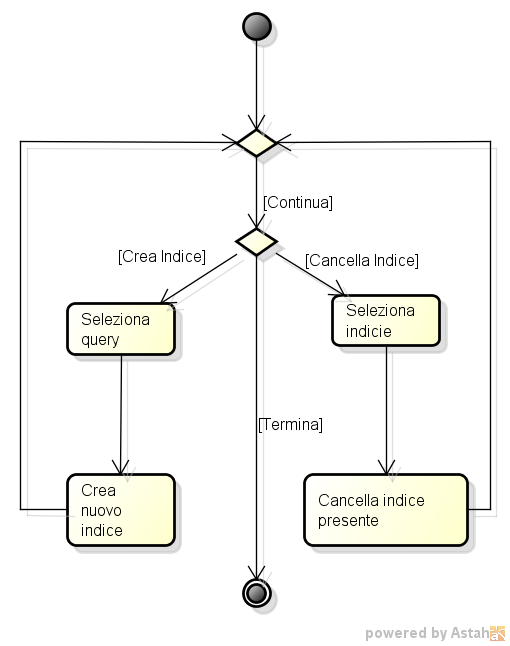 [Continua]
[Crea Indice]
[Cancella Indice]
Seleziona
query
Seleziona
indicie
[Termina]
Crea
nuovo
indice
Cancella indice
presente
powered by Astah